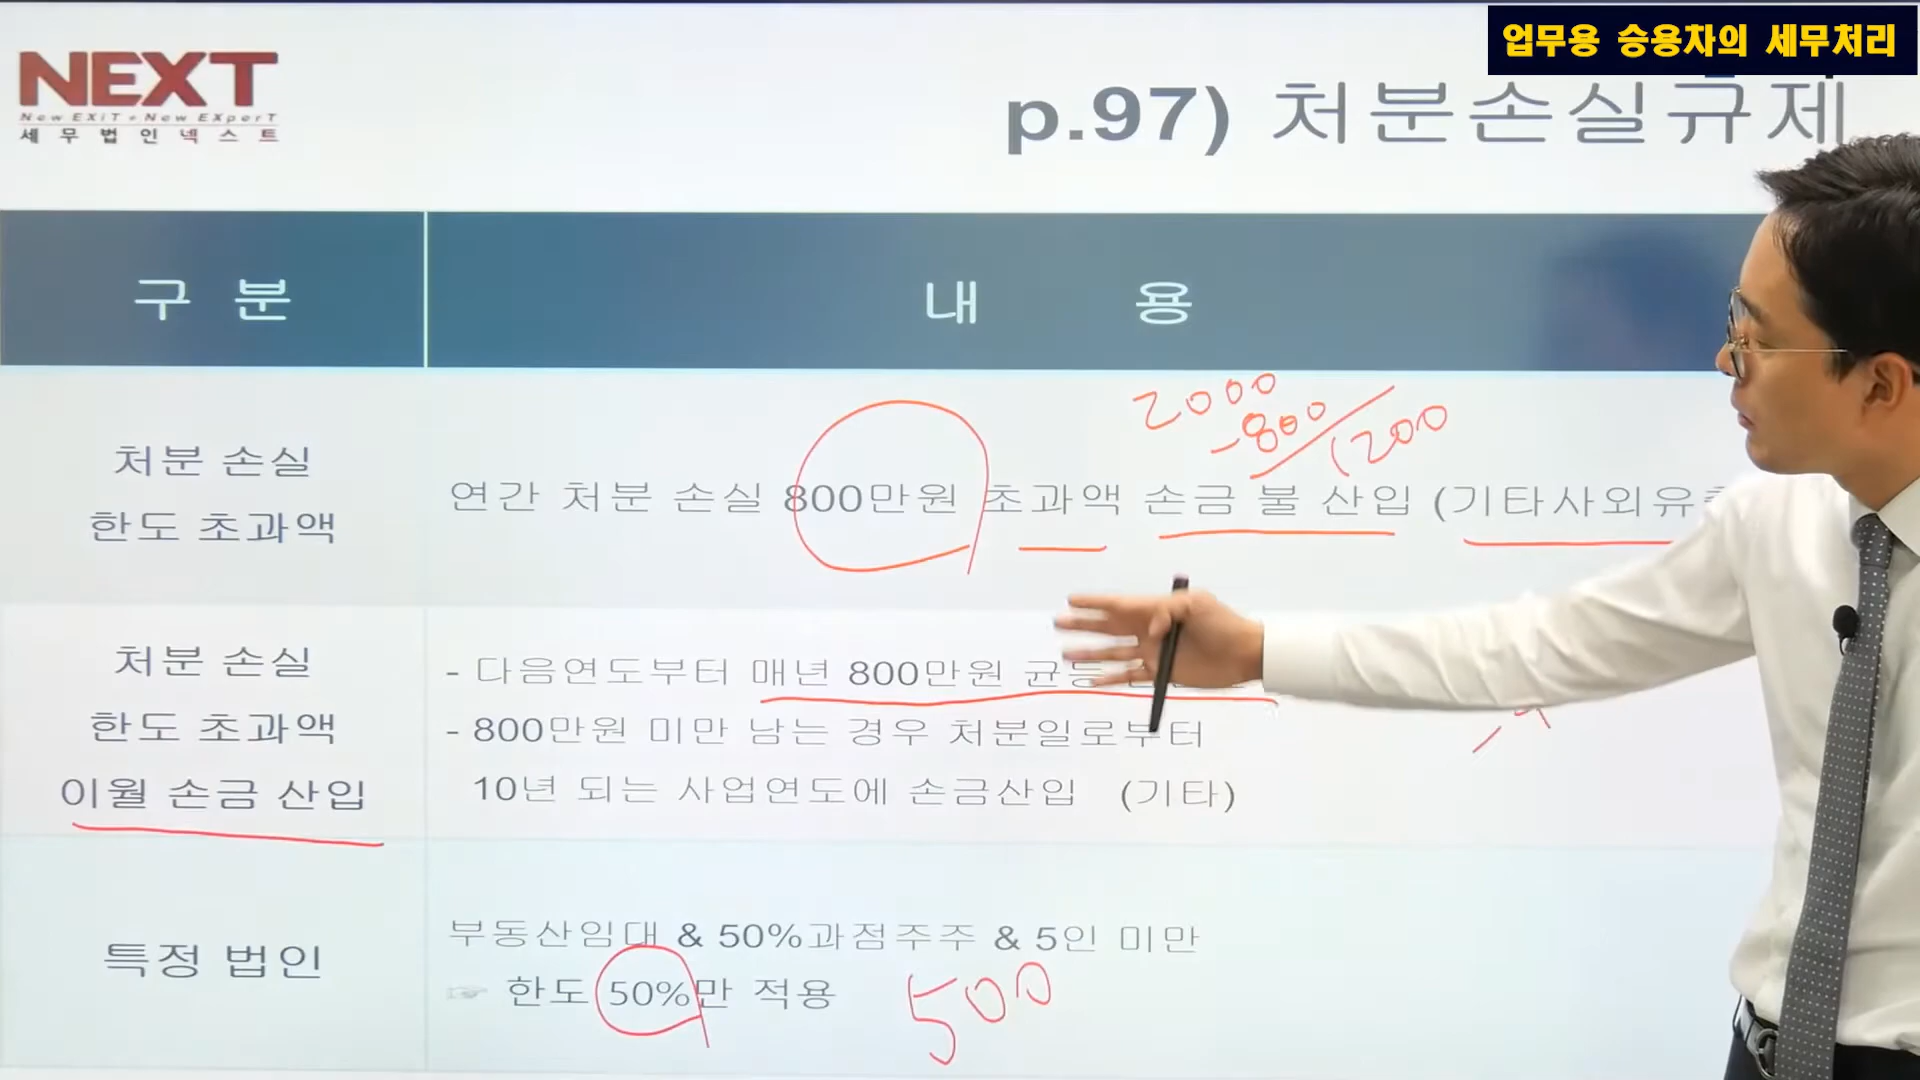 업무용 승용차의 세무처리
NEXT
New EXiT + New EXperT
세무법인넥스트
p.97) 처분손실규제
구 분
내 용
2000
-800
1200
처분 손실
한도 초과액
연간 처분 손실 800만원 초과액 손금 불 산입 (기타사외유
처분 손실
한도 초과액
이월 손금 산입
- 다음연도부터 매년 800만원 균등
- 800만원 미만 남는 경우 처분일로부터
10년 되는 사업연도에 손금산입 (기타)
특정 법인
부동산임대 & 50%과점주주 & 5인 미만
☞ 한도 50%만 적용
500